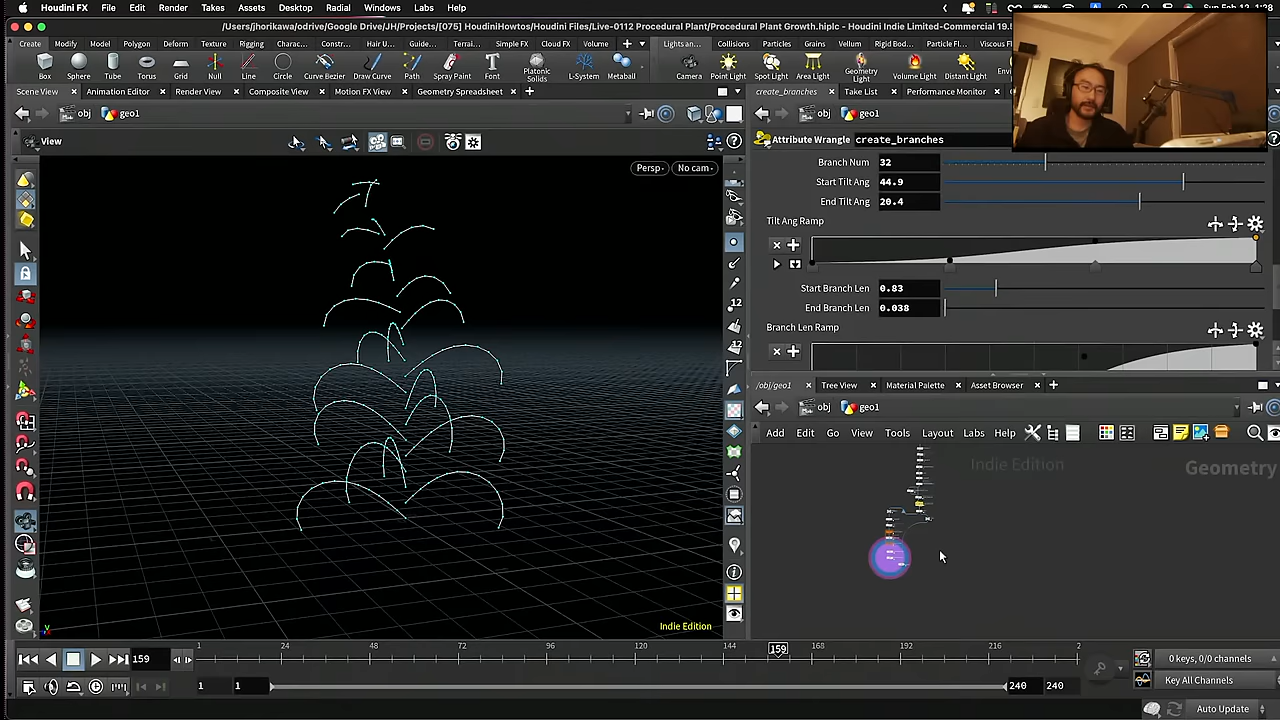 Houdini FX File Edit Render Assets Takes Desktop Radial Windows Labs Help
/Users/jhorikawa/odrive/Google Drive/JH/Projects/[075] HoudiniHowtos/Houdini Files/Live-0112 Procedural Plant/Procedural Plant Growth.hiplc - Houdini Indie Limited-Commercial 19.5
Create Modify Model Polygon Deform Texture Rigging Charac... Constr... Hair U... Guide... Terrai... Simple FX Cloud FX Volume
Lights an... Collisions Particles Grains Vellum Rigid Bod... Particle Fl... Viscous F
Box Sphere Tube Torus Grid Null Line Circle Curve Bezier Draw Curve Path Spray Paint Font Platonic Solids L-System Metaball
Camera Point Light Spot Light Area Light Geometry Light Volume Light Distant Light
Scene View Animation Editor Render View Composite View Motion FX View Geometry Spreadsheet
create_branches Take List Performance Monitor
obj geo1
obj geo1
View
Attribute Wrangle create_branches
Persp No cam
Branch Num 32
Start Tilt Ang 44.9
End Tilt Ang 20.4
Tilt Ang Ramp
Start Branch Len 0.83
End Branch Len 0.038
Branch Len Ramp
/obj/geo1 Tree View Material Palette Asset Browser
obj geo1
Add Edit Go View Tools Layout Labs Help
Indie Edition Geometry
Indie Edition
159
1 24 48 72 96 120 144 159 168 192 216 2
1 1 240 240
0 keys, 0/0 channels
Key All Channels
Auto Update